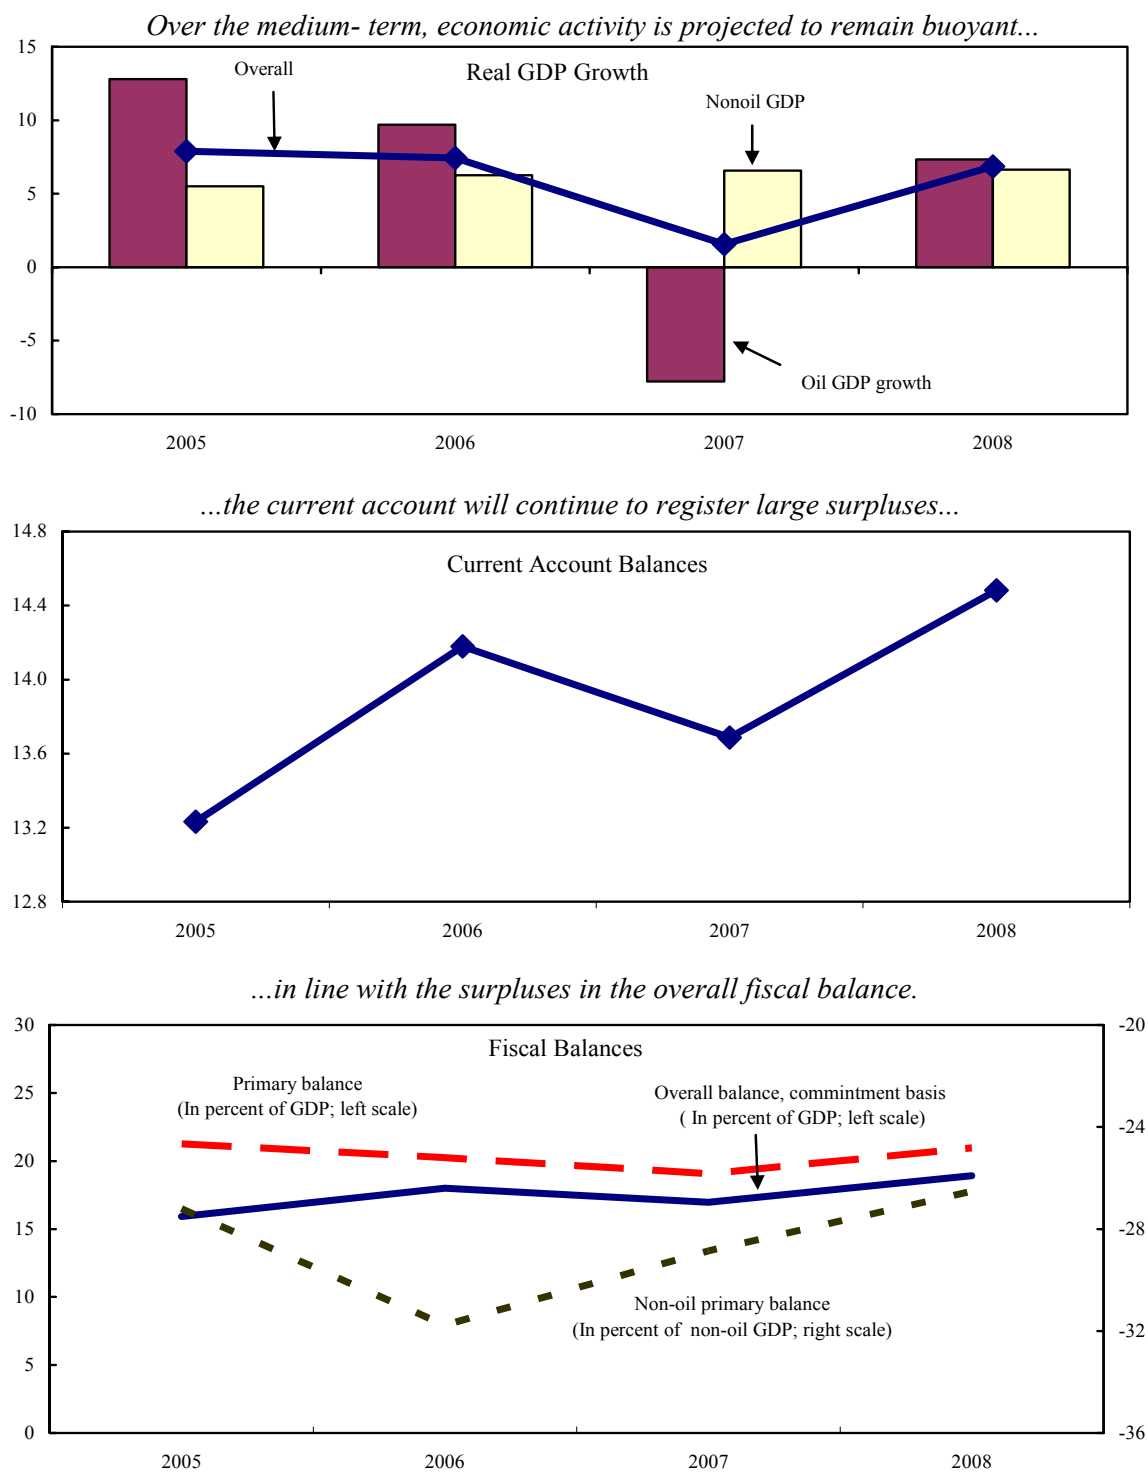 Over the medium- term, economic activity is projected to remain buoyant...
Real GDP Growth
Overall
Nonoil GDP
Oil GDP growth
15
10
5
0
-5
-10
2005 2006 2007 2008
...the current account will continue to register large surpluses...
Current Account Balances
14.8
14.4
14.0
13.6
13.2
12.8
2005 2006 2007 2008
...in line with the surpluses in the overall fiscal balance.
Fiscal Balances
Primary balance
(In percent of GDP; left scale)
Overall balance, commintment basis
( In percent of GDP; left scale)
Non-oil primary balance
(In percent of non-oil GDP; right scale)
30
25
20
15
10
5
0
-20
-24
-28
-32
-36
2005 2006 2007 2008